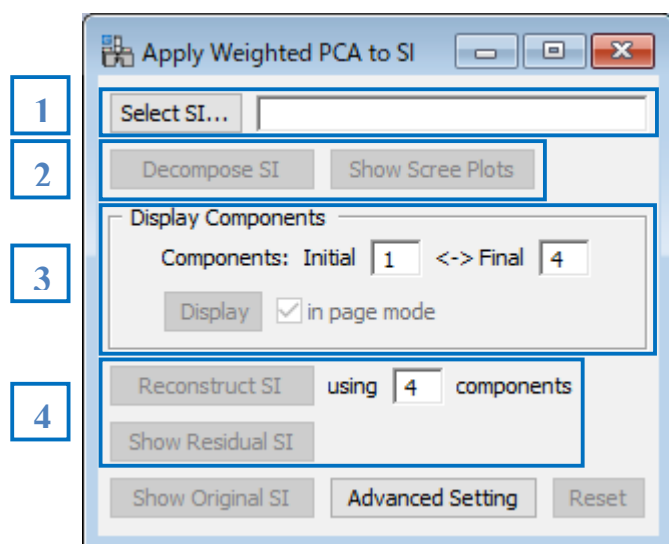 Apply Weighted PCA to SI
1
Select SI...
2
Decompose SI Show Scree Plots
Display Components
3
Components: Initial 1 <-> Final 4
Display in page mode
4
Reconstruct SI using 4 components
Show Residual SI
Show Original SI Advanced Setting Reset